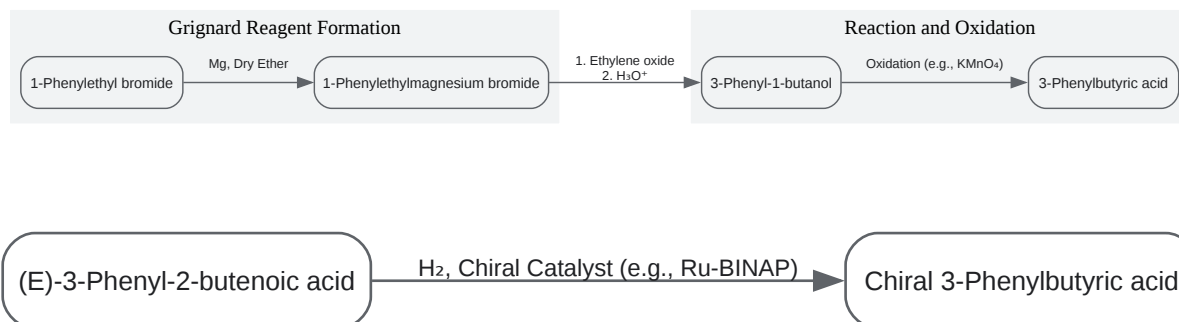 Grignard Reagent Formation
Reaction and Oxidation
1-Phenylethyl bromide
Mg, Dry Ether
1-Phenylethylmagnesium bromide
1. Ethylene oxide
2. H₃O⁺
3-Phenyl-1-butanol
Oxidation (e.g., KMnO₄)
3-Phenylbutyric acid
(E)-3-Phenyl-2-butenoic acid
H₂, Chiral Catalyst (e.g., Ru-BINAP)
Chiral 3-Phenylbutyric acid